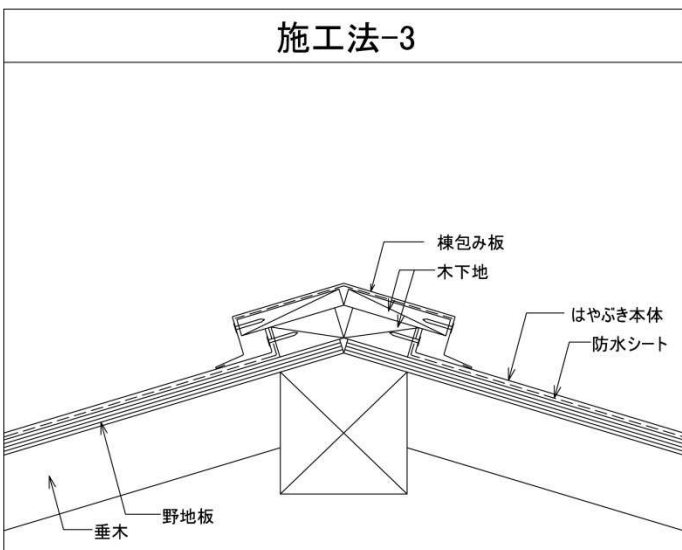 施工法-3
棟包み板
木下地
はやぶき本体
防水シート
野地板
垂木